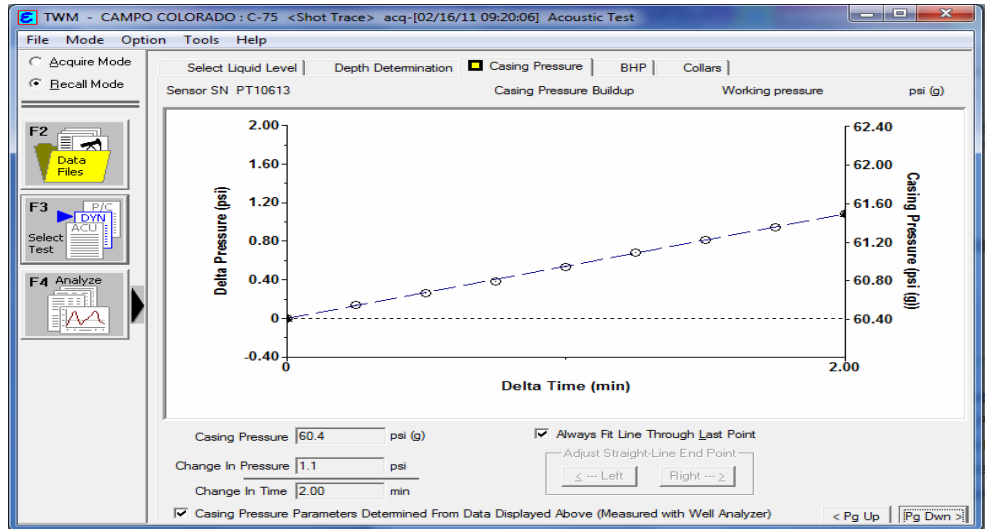 TWM - CAMPO COLORADO : C-75 <Shot Trace> acq-[02/16/11 09:20:06] Acoustic Test
File Mode Option Tools Help
Acquire Mode
Recall Mode
F2
Data
Files
F3
P/C
DYN
ACU
Select
Test
F4 Analyze
Select Liquid Level Depth Determination Casing Pressure BHP Collars
Sensor SN PT10613 Casing Pressure Buildup Working pressure psi (g)
Delta Pressure (psi)
2.00
1.60
1.20
0.80
0.40
0
-0.40
62.40
62.00
61.60
61.20
60.80
60.40
Casing Pressure (psi (g))
0 2.00
Delta Time (min)
Casing Pressure 60.4 psi (g)
Change In Pressure 1.1 psi
Change In Time 2.00 min
Always Fit Line Through Last Point
Adjust Straight-Line End Point
< --- Left Right --- >
Casing Pressure Parameters Determined From Data Displayed Above (Measured with Well Analyzer)
< Pg Up Pg Dwn >